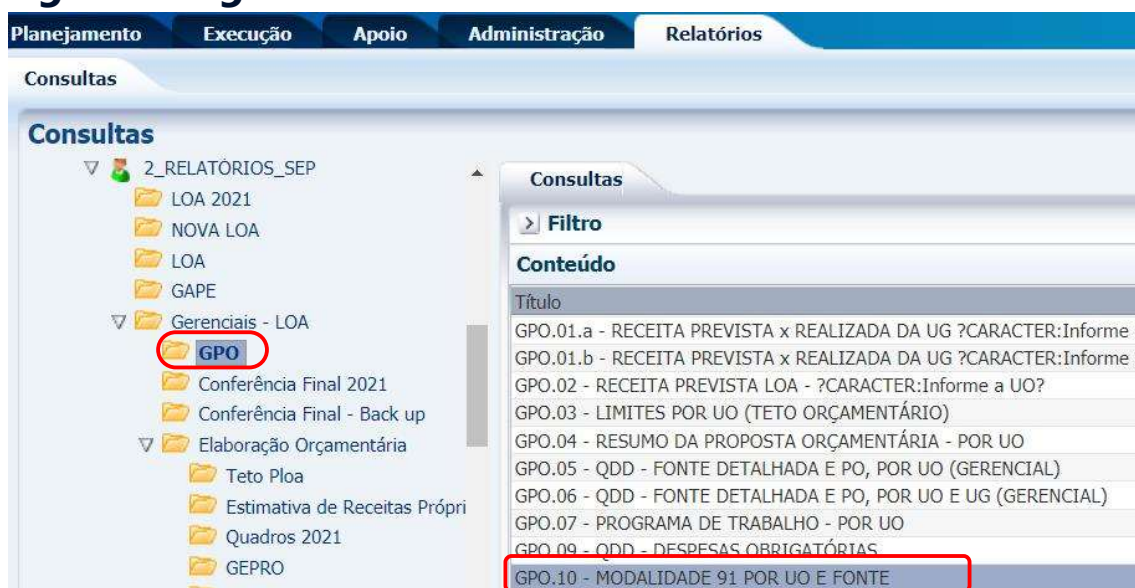 Planejamento Execução Apoio Administração Relatórios
Consultas
Consultas
2_RELATÓRIOS_SEP
LOA 2021
NOVA LOA
LOA
GAPE
Gerenciais - LOA
GPO
Conferência Final 2021
Conferência Final - Back up
Elaboração Orçamentária
Teto Ploa
Estimativa de Receitas Própri
Quadros 2021
GEPRO
Consultas
Filtro
Conteúdo
Título
GPO.01.a - RECEITA PREVISTA x REALIZADA DA UG ?CARACTER:Informe
GPO.01.b - RECEITA PREVISTA x REALIZADA DA UG ?CARACTER:Informe
GPO.02 - RECEITA PREVISTA LOA - ?CARACTER:Informe a UO?
GPO.03 - LIMITES POR UO (TETO ORÇAMENTÁRIO)
GPO.04 - RESUMO DA PROPOSTA ORÇAMENTÁRIA - POR UO
GPO.05 - QDD - FONTE DETALHADA E PO, POR UO (GERENCIAL)
GPO.06 - QDD - FONTE DETALHADA E PO, POR UO E UG (GERENCIAL)
GPO.07 - PROGRAMA DE TRABALHO - POR UO
GPO.09 - QDD - DESPESAS OBRIGATÓRIAS
GPO.10 - MODALIDADE 91 POR UO E FONTE